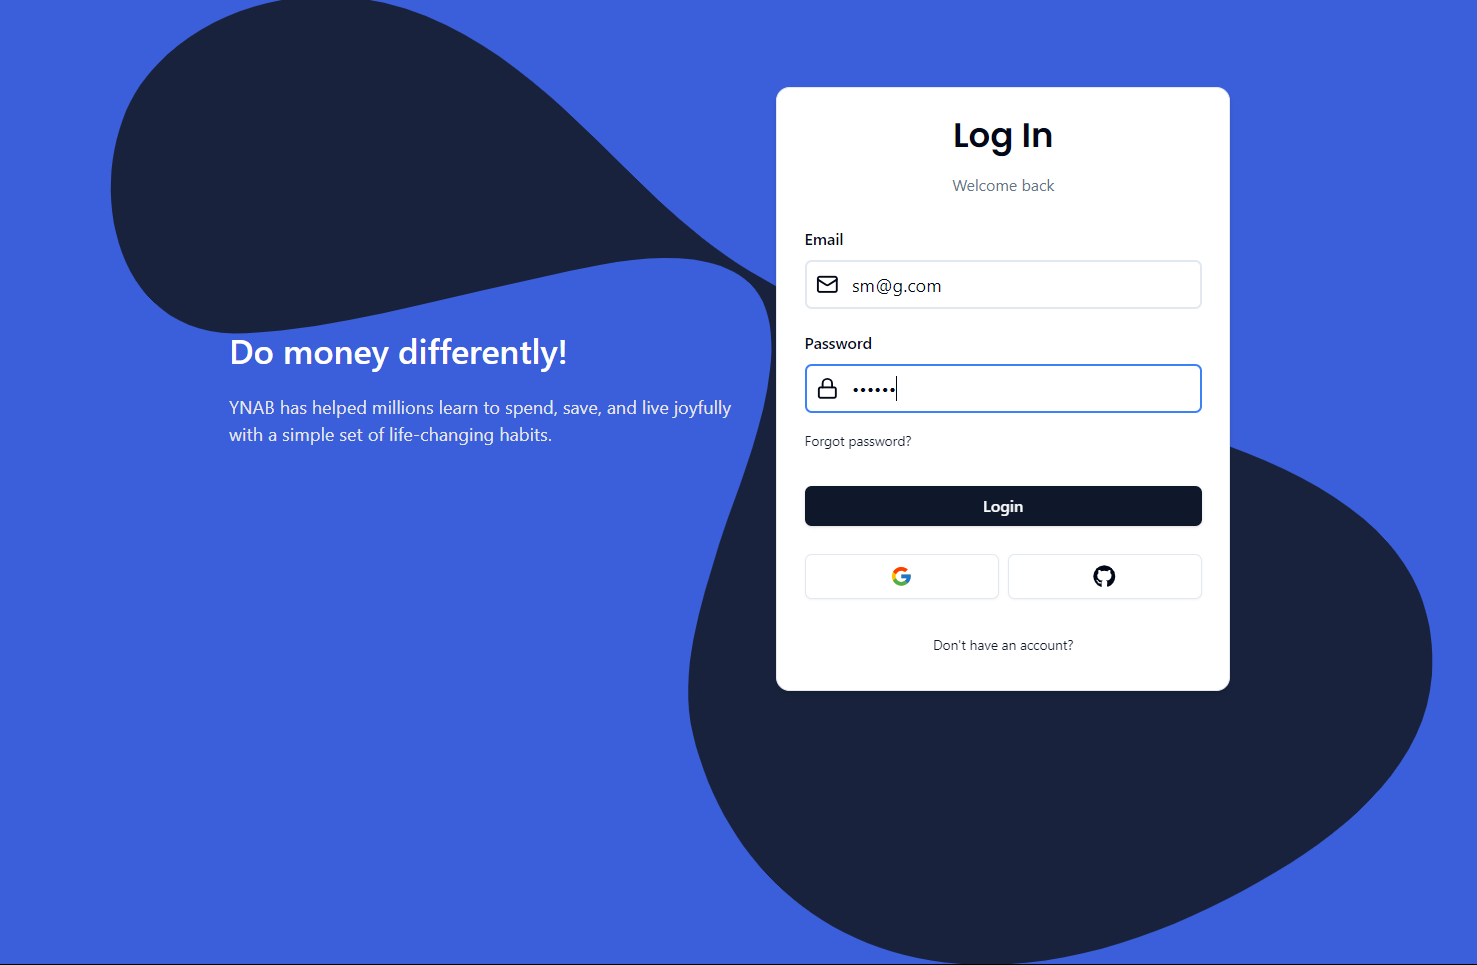 Do money differently!
YNAB has helped millions learn to spend, save, and live joyfully
with a simple set of life-changing habits.
Log In
Welcome back
Email
sm@g.com
Password
••••••
Forgot password?
Login
Don't have an account?